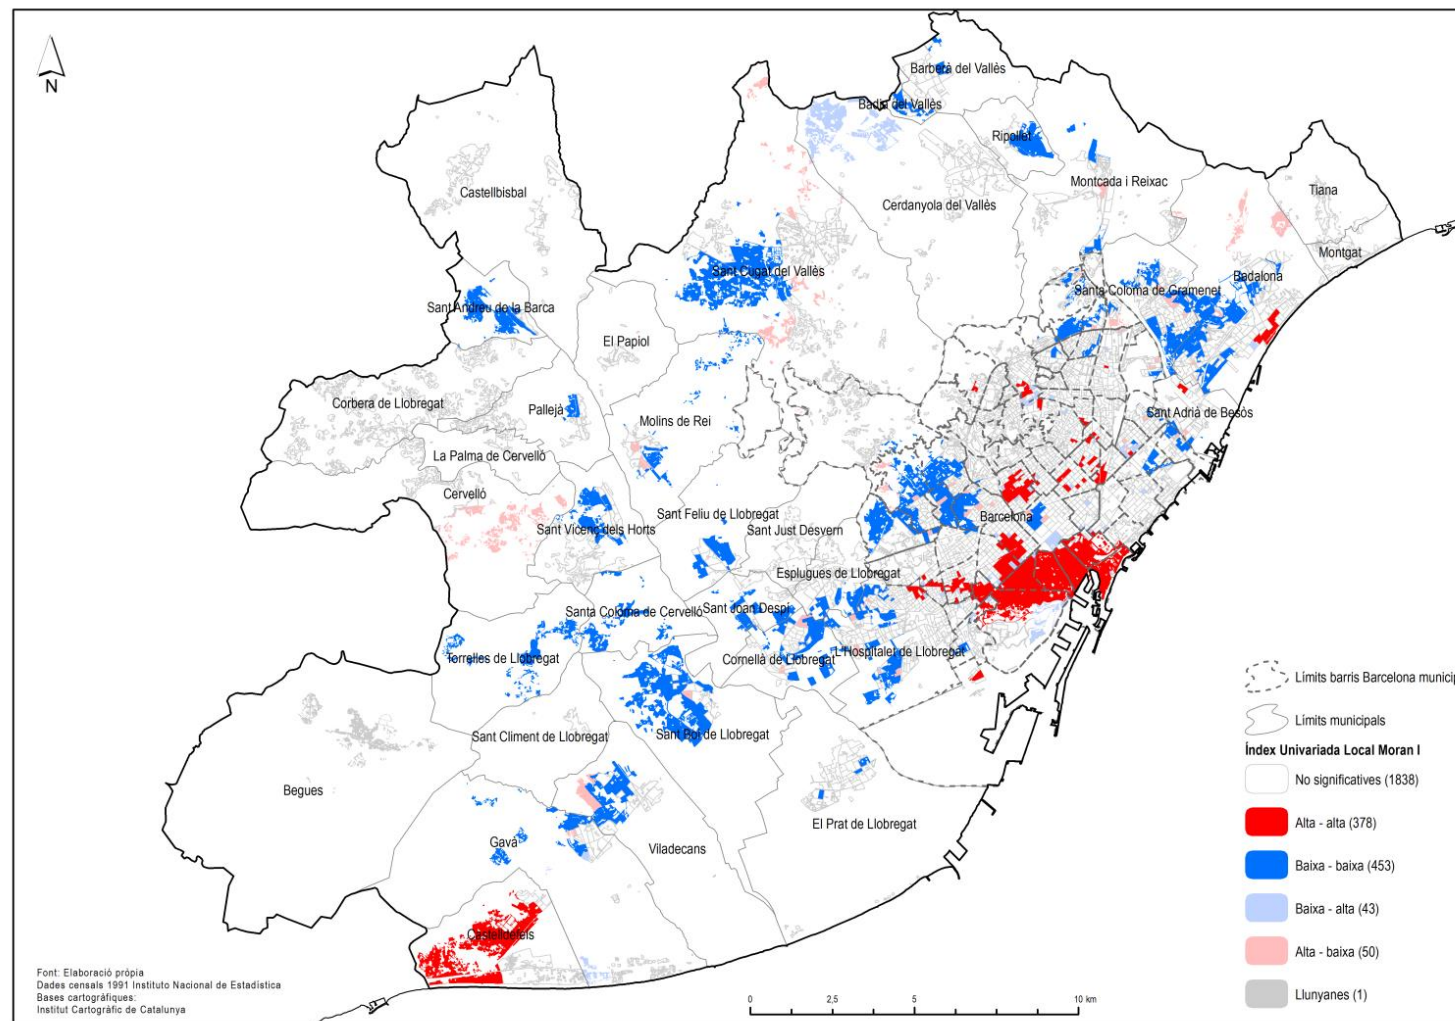 N
Barberà del Vallès
Badia del Vallès
Ripollet
Castellbisbal
Cerdanyola del Vallès
Montcada i Reixac
Tiana
Montgat
Sant Cugat del Vallès
Santa Coloma de Gramenet
Badalona
Sant Andreu de la Barca
El Papiol
Corbera de Llobregat
Pallejà
Molins de Rei
Sant Adrià de Besòs
La Palma de Cervelló
Cervelló
Sant Vicenç dels Horts
Sant Feliu de Llobregat
Sant Just Desvern
Barcelona
Esplugues de Llobregat
Santa Coloma de Cervelló
Sant Joan Despí
Torrelles de Llobregat
Cornellà de Llobregat
L'Hospitalet de Llobregat
Sant Climent de Llobregat
Sant Boi de Llobregat
Begues
El Prat de Llobregat
Gavà
Viladecans
Castelldefels
Límits barris Barcelona municip
Límits municipals
Índex Univariada Local Moran I
No significatives (1838)
Alta - alta (378)
Baixa - baixa (453)
Baixa - alta (43)
Alta - baixa (50)
Llunyanes (1)
Font: Elaboració pròpia
Dades censals 1991 Instituto Nacional de Estadística
Bases cartogràfiques:
Institut Cartogràfic de Catalunya
0 2,5 5 10 km